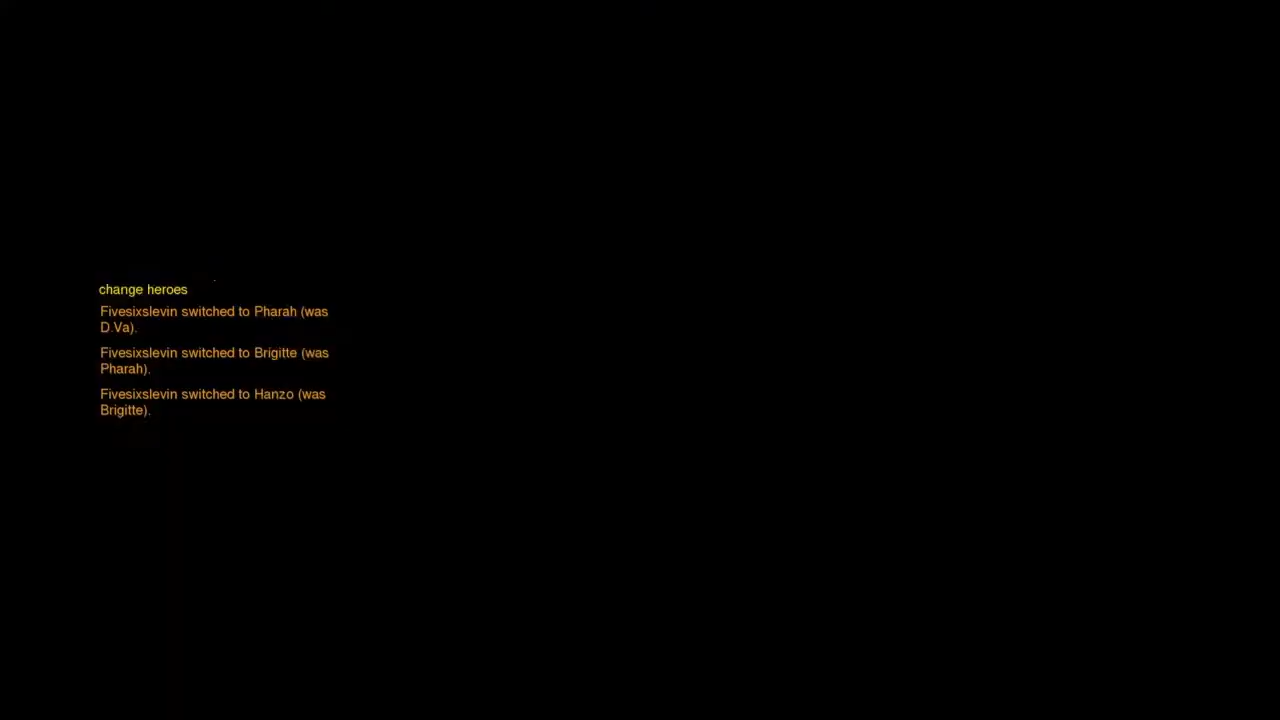 change heroes
Fivesixslevin switched to Pharah (was
D.Va).
Fivesixslevin switched to Brigitte (was
Pharah).
Fivesixslevin switched to Hanzo (was
Brigitte).